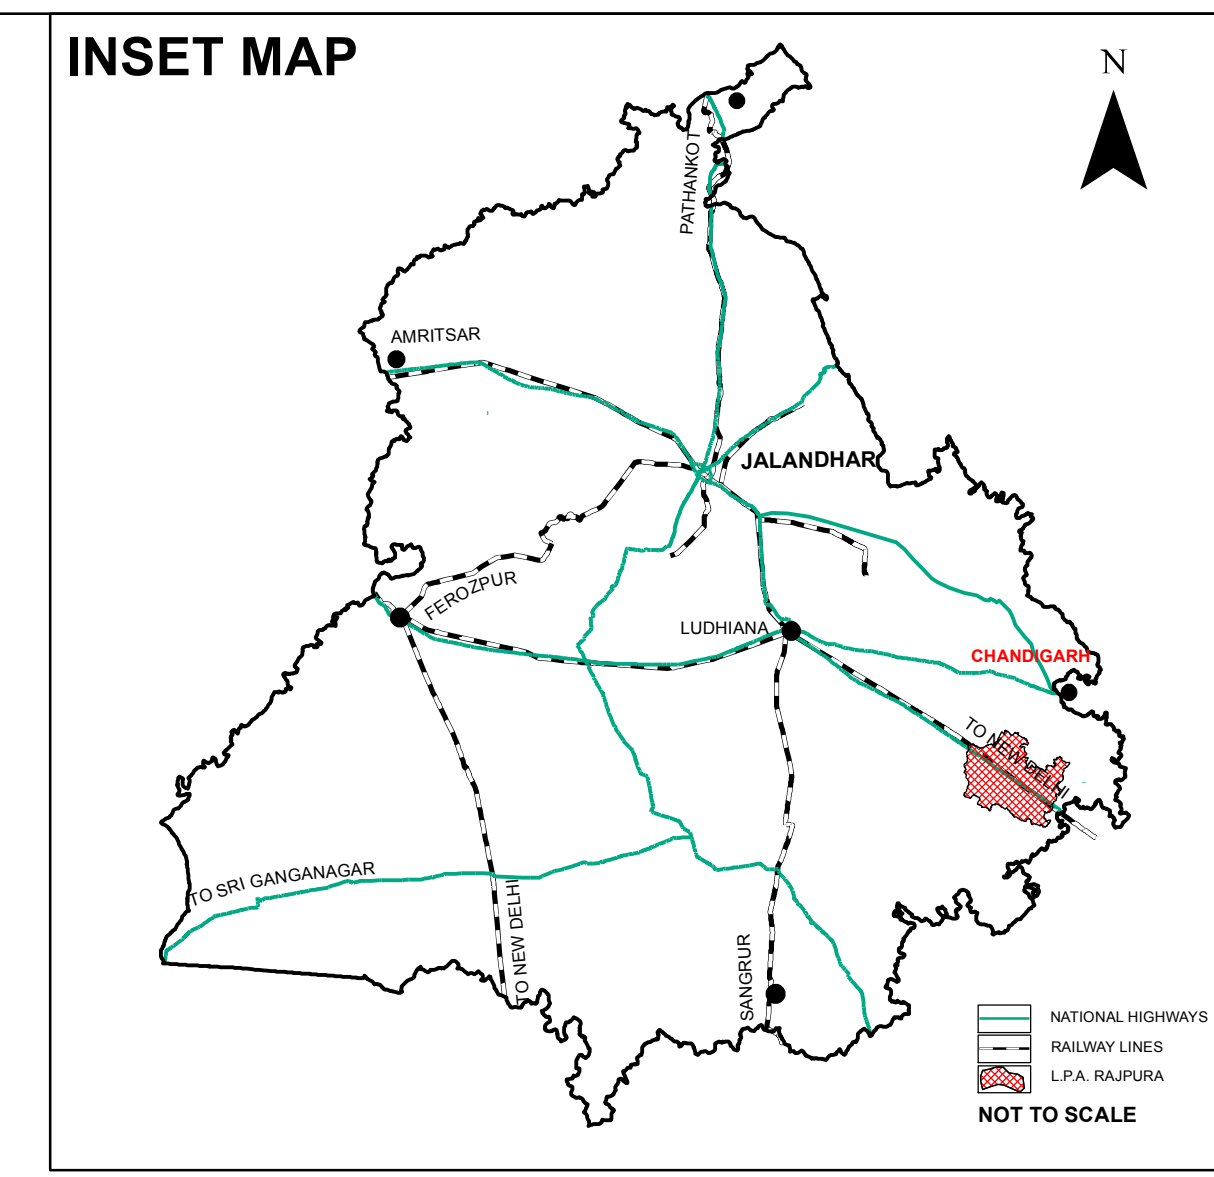 INSET MAP
N
PATHANKOT
AMRITSAR
JALANDHAR
FEROZPUR
LUDHIANA
CHANDIGARH
TO NEW DELHI
TO SRI GANGANAGAR
TO NEW DELHI
SANGRUR
NATIONAL HIGHWAYS
RAILWAY LINES
L.P.A. RAJPURA
NOT TO SCALE